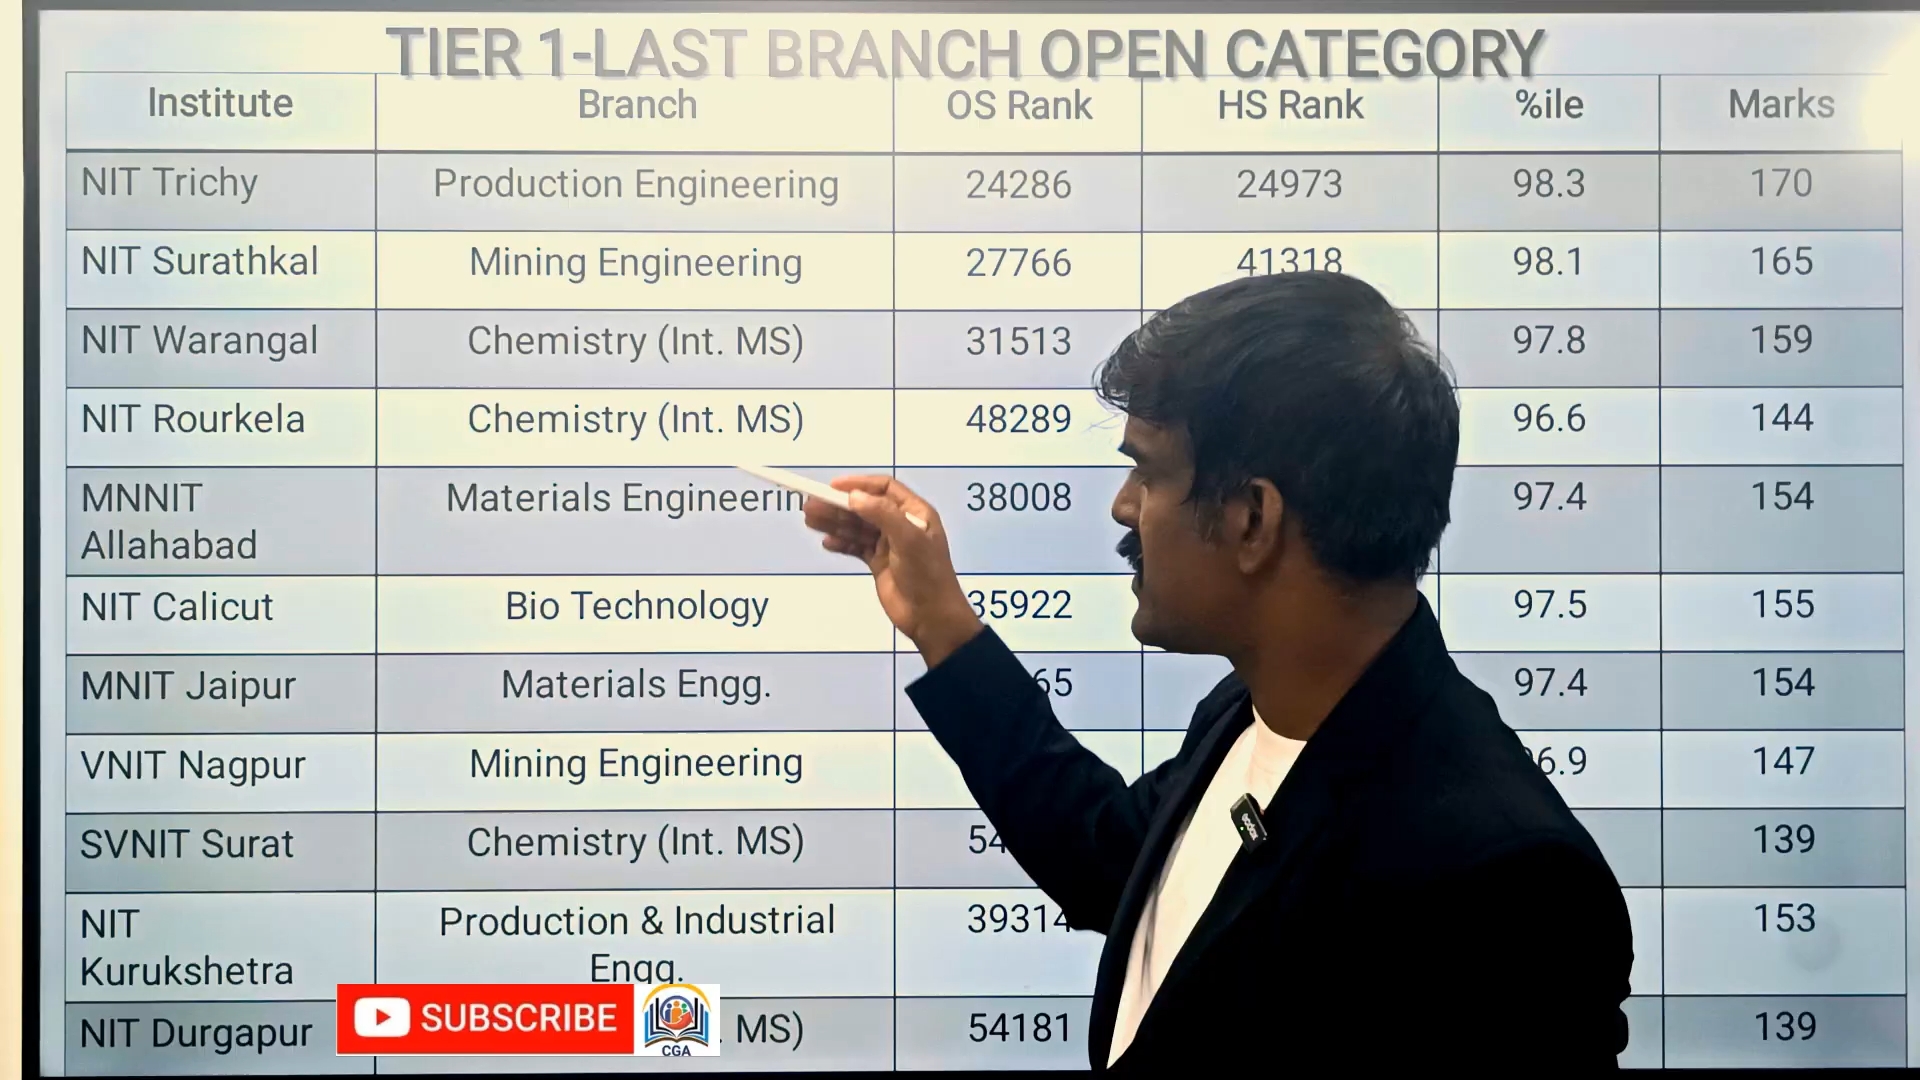 TIER 1-LAST BRANCH OPEN CATEGORY
Institute Branch OS Rank HS Rank %ile Marks
NIT Trichy Production Engineering 24286 24973 98.3 170
NIT Surathkal Mining Engineering 27766 41318 98.1 165
NIT Warangal Chemistry (Int. MS) 31513 97.8 159
NIT Rourkela Chemistry (Int. MS) 48289 96.6 144
MNNIT Materials 38008 97.4 154
Allahabad
NIT Calicut Bio Technology 35922 97.5 155
MNIT Jaipur Materials Engg. 97.4 154
VNIT Nagpur Mining Engineering 147
SVNIT Surat Chemistry (Int. MS) 139
NIT Production & Industrial 39314 153
Kurukshetra Engg.
NIT Durgapur MS) 54181 139
SUBSCRIBE
CGA